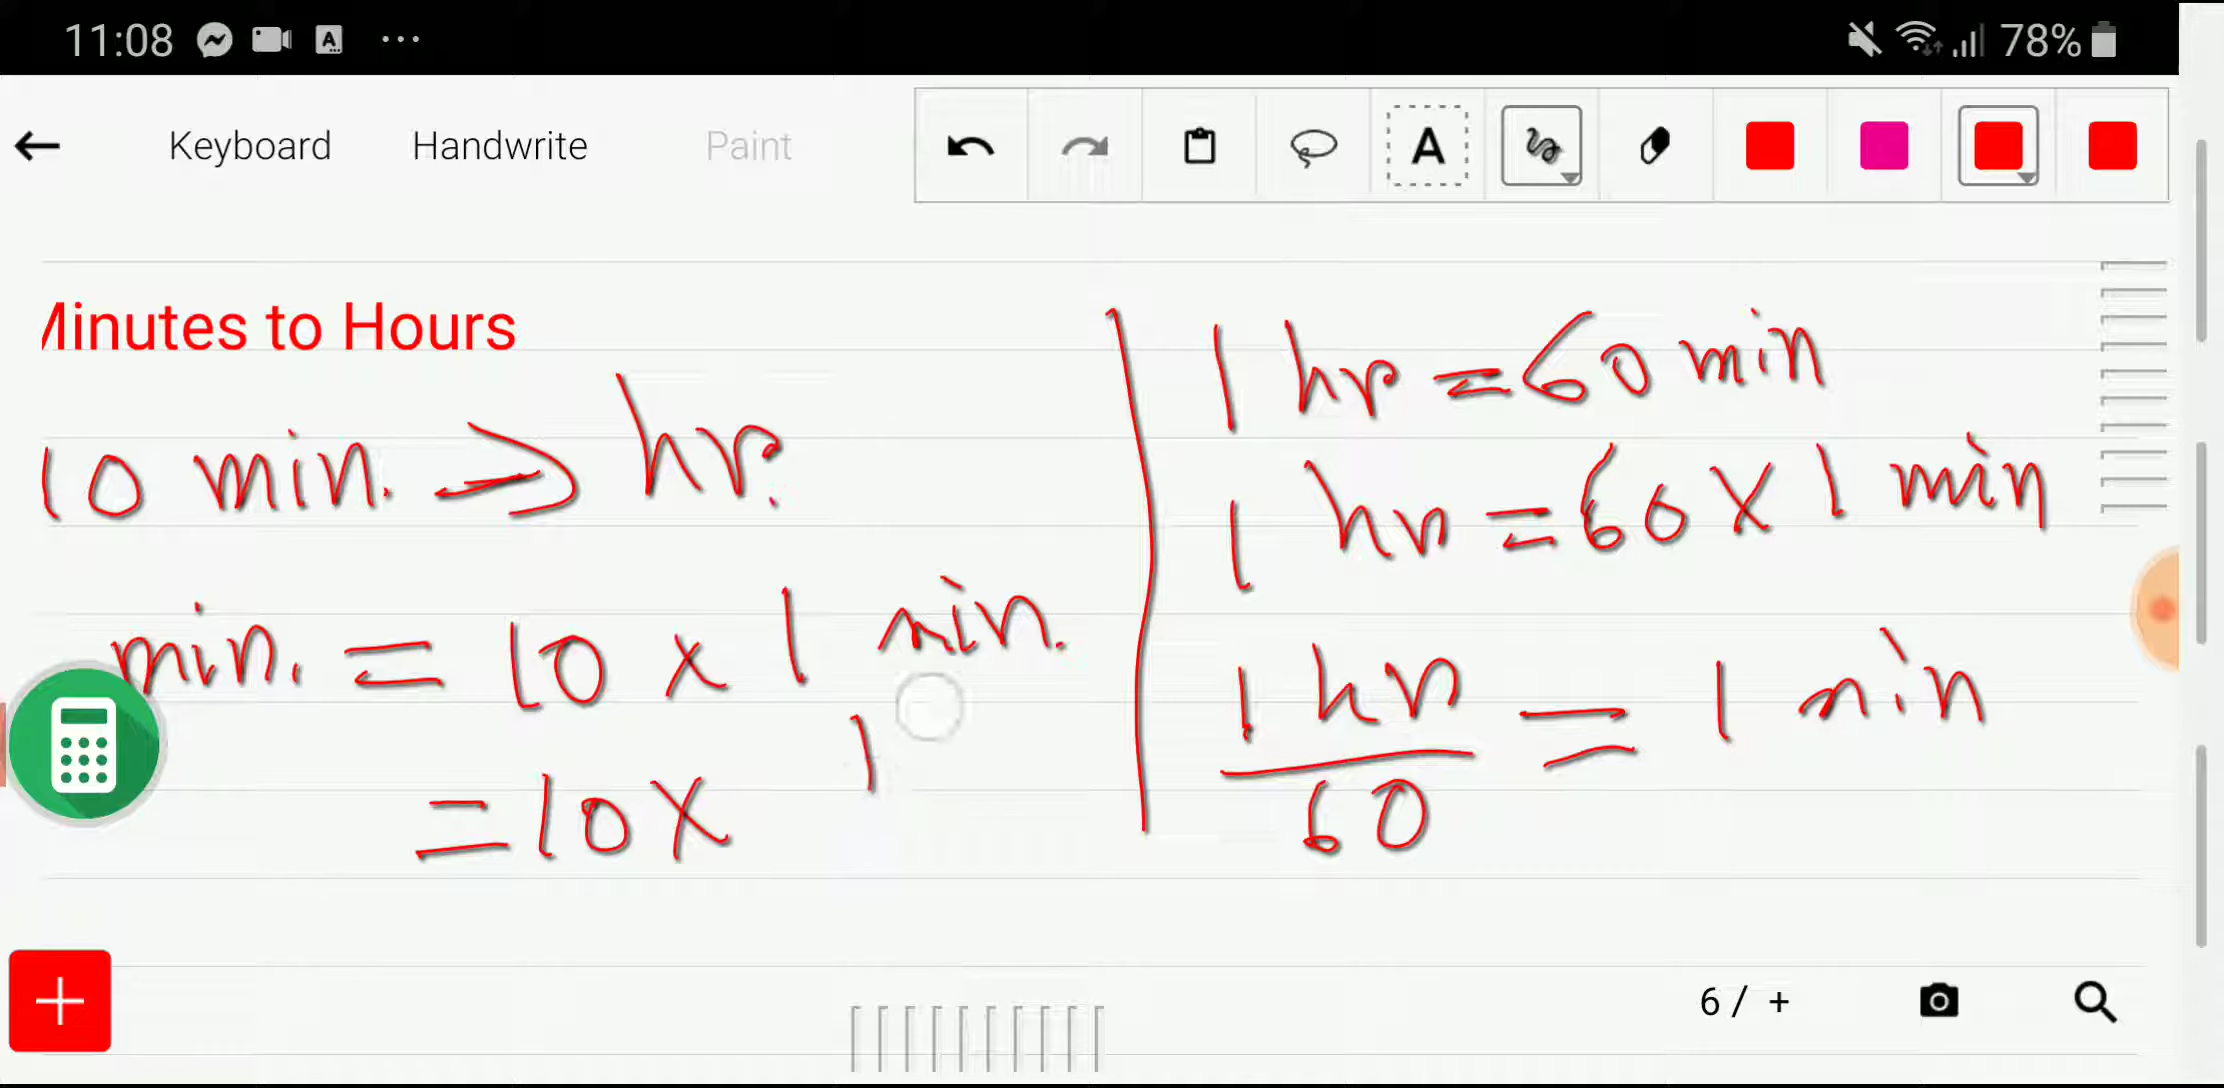 11:08 78%
Keyboard Handwrite Paint A
Minutes to Hours
10 min. → hr.
min. = 10 x 1 min.
= 10 x 1
1 hr = 60 min
1 hr = 60 x 1 min
1 hr
60
= 1 min
6 / +